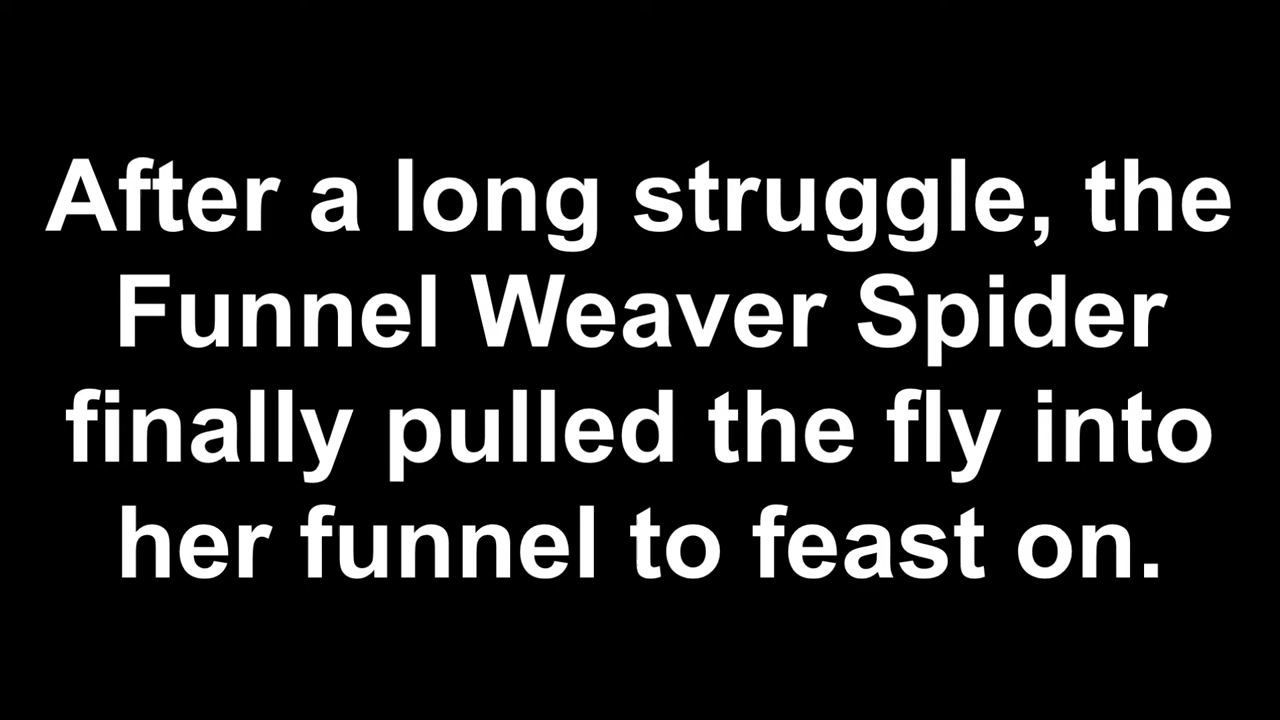 After a long struggle, the
Funnel Weaver Spider
finally pulled the fly into
her funnel to feast on.